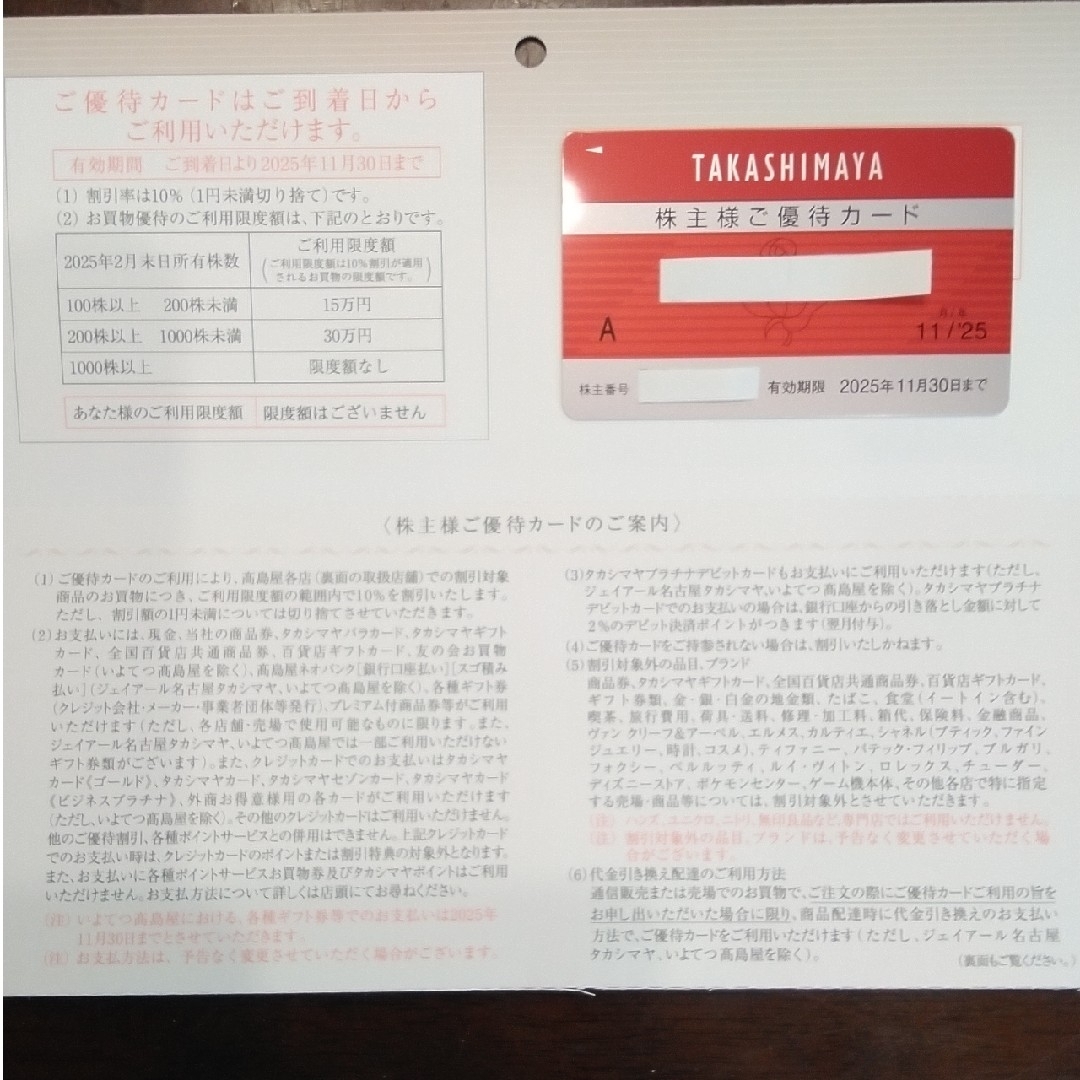 ご優待カードはご到着日から
ご利用いただけます。
有効期間 ご到着日より2025年11月30日まで
(1) 割引率は10%(1円未満切り捨て)です。
(2) お買物優待のご利用限度額は、下記のとおりです。
2025年2月末日所有株数
ご利用限度額
(ご利用限度額は10%割引が適用
されるお買物の限度額です。)
100株以上 200株未満 15万円
200株以上 1000株未満 30万円
1000株以上 限度額なし
あなた様のご利用限度額 限度額はございません
TAKASHIMAYA
株主様ご優待カード
A
月/年
11/'25
株主番号 有効期限 2025年11月30日まで
〈株主様ご優待カードのご案内〉
(1)ご優待カードのご利用により、髙島屋各店(裏面の取扱店舗)での割引対象
商品のお買物につき、ご利用限度額の範囲内で10%を割引いたします。
ただし、割引額の1円未満については切り捨てさせていただきます。
(2)お支払いには、現金、当社の商品券、タカシマヤバラカード、タカシマヤギフト
カード、全国百貨店共通商品券、百貨店ギフトカード、友の会お買物
カード(いよてつ髙島屋を除く)、髙島屋ネオバンク[銀行口座払い][スゴ積み
払い](ジェイアール名古屋タカシマヤ、いよてつ髙島屋を除く)、各種ギフト券
(クレジット会社・メーカー・事業者団体等発行)、プレミアム付商品券等がご利用
いただけます(ただし、各店舗・売場で使用可能なものに限ります。また、
ジェイアール名古屋タカシマヤ、いよてつ髙島屋では一部ご利用いただけない
ギフト券類がございます)。また、クレジットカードでのお支払いはタカシマヤ
カード《ゴールド》、タカシマヤカード、タカシマヤセゾンカード、タカシマヤカード
《ビジネスプラチナ》、外商お得意様用の各カードがご利用いただけます
(ただし、いよてつ髙島屋を除く)。その他のクレジットカードはご利用いただけません。
他のご優待割引、各種ポイントサービスとの併用はできません。上記クレジットカード
でのお支払い時は、クレジットカードのポイントまたは割引特典の対象外となります。
また、お支払いに各種ポイントサービスお買物券及びタカシマヤポイントはご利用
いただけません。お支払い方法について詳しくは店頭にてお尋ねください。
(注) いよてつ髙島屋における、各種ギフト券等でのお支払いは2025年
11月30日までとさせていただきます。
(注) お支払方法は、予告なく変更させていただく場合がございます。
(3)タカシマヤプラチナデビットカードもお支払いにご利用いただけます(ただし、
ジェイアール名古屋タカシマヤ、いよてつ髙島屋を除く)。タカシマヤプラチナ
デビットカードでのお支払いの場合は、銀行口座からの引き落とし金額に対して
2%のデビット決済ポイントがつきます(翌月付与)。
(4)ご優待カードをご持参されない場合は、割引いたしかねます。
(5)割引対象外の品目、ブランド
商品券、タカシマヤギフトカード、全国百貨店共通商品券、百貨店ギフトカード、
ギフト券類、金・銀・白金の地金類、たばこ、食堂(イートイン含む)、
喫茶、旅行費用、荷具・送料、修理・加工料、箱代、保険料、金融商品、
ヴァン クリーフ&アーペル、エルメス、カルティエ、シャネル(ブティック、ファイン
ジュエリー、時計、コスメ)、ティファニー、パテック・フィリップ、ブルガリ、
フォクシー、ベルルッティ、ルイ・ヴィトン、ロレックス、チューダー、
ディズニーストア、ポケモンセンター、ゲーム機本体、その他各店で特に指定
する売場・商品等については、割引対象外とさせていただきます。
(注) ハンズ、ユニクロ、ニトリ、無印良品など、専門店ではご利用いただけません。
(注) 割引対象外の品目、ブランドは、予告なく変更させていただく場
合がございます。
(6)代金引き換え配達のご利用方法
通信販売または売場でのお買物で、ご注文の際にご優待カードご利用の旨を
お申し出いただいた場合に限り、商品配達時に代金引き換えのお支払い
方法で、ご優待カードをご利用いただけます(ただし、ジェイアール名古屋
タカシマヤ、いよてつ髙島屋を除く)。
(裏面もご覧ください。)